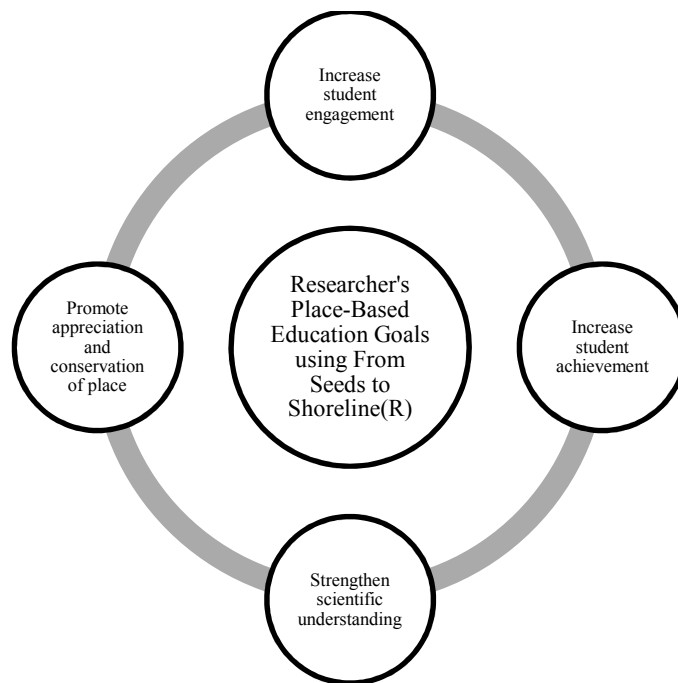 Increase
student
engagement
Researcher's
Place-Based
Education Goals
using From
Seeds to
Shoreline(R)
Promote
appreciation
and
conservation
of place
Increase
student
achievement
Strengthen
scientific
understanding